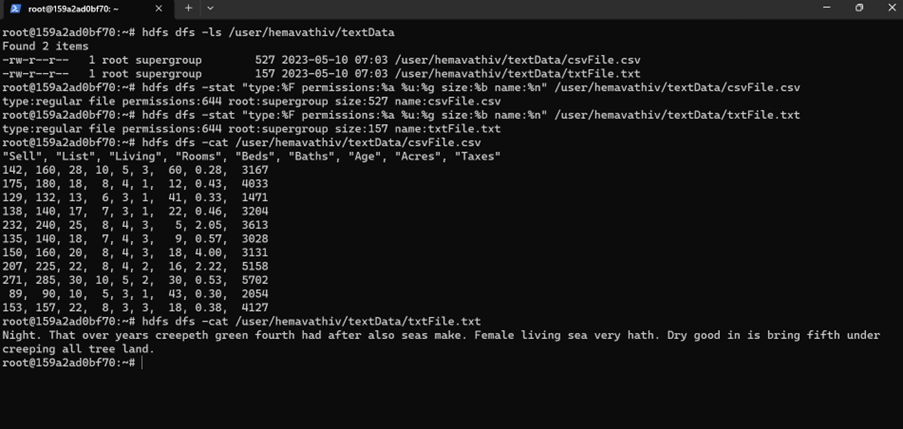 root@159a2ad0bf70: ~
root@159a2ad0bf70:~# hdfs dfs -ls /user/hemavathiv/textData
Found 2 items
-rw-r--r--   1 root supergroup        527 2023-05-10 07:03 /user/hemavathiv/textData/csvFile.csv
-rw-r--r--   1 root supergroup        157 2023-05-10 07:03 /user/hemavathiv/textData/txtFile.txt
root@159a2ad0bf70:~# hdfs dfs -stat "type:%F permissions:%a %u:%g size:%b name:%n" /user/hemavathiv/textData/csvFile.csv
type:regular file permissions:644 root:supergroup size:527 name:csvFile.csv
root@159a2ad0bf70:~# hdfs dfs -stat "type:%F permissions:%a %u:%g size:%b name:%n" /user/hemavathiv/textData/txtFile.txt
type:regular file permissions:644 root:supergroup size:157 name:txtFile.txt
root@159a2ad0bf70:~# hdfs dfs -cat /user/hemavathiv/textData/csvFile.csv
"Sell", "List", "Living", "Rooms", "Beds", "Baths", "Age", "Acres", "Taxes"
142, 160, 28, 10, 5, 3,  60, 0.28,  3167
175, 180, 18,  8, 4, 1,  12, 0.43,  4033
129, 132, 13,  6, 3, 1,  41, 0.33,  1471
138, 140, 17,  7, 3, 1,  22, 0.46,  3204
232, 240, 25,  8, 4, 3,   5, 2.05,  3613
135, 140, 18,  7, 4, 3,   9, 0.57,  3028
150, 160, 20,  8, 4, 3,  18, 4.00,  3131
207, 225, 22,  8, 4, 2,  16, 2.22,  5158
271, 285, 30, 10, 5, 2,  30, 0.53,  5702
 89,  90, 10,  5, 3, 1,  43, 0.30,  2054
153, 157, 22,  8, 3, 3,  18, 0.38,  4127
root@159a2ad0bf70:~# hdfs dfs -cat /user/hemavathiv/textData/txtFile.txt
Night. That over years creepeth green fourth had after also seas make. Female living sea very hath. Dry good in is bring fifth under
creeping all tree land.
root@159a2ad0bf70:~#